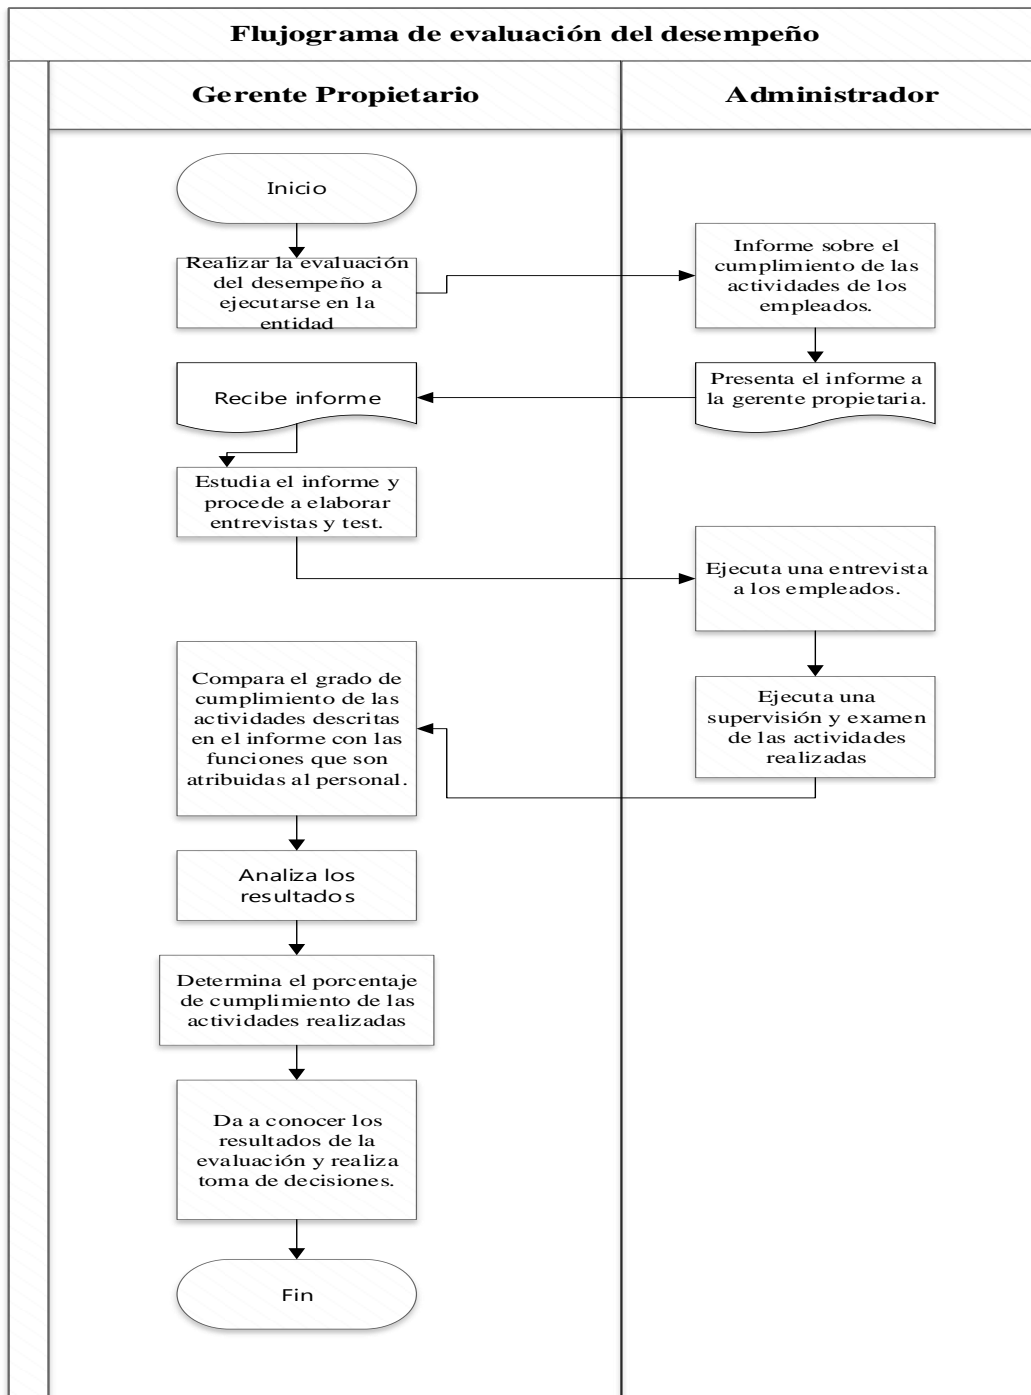 Flujograma de evaluación del desempeño
Gerente Propietario
Administrador
Inicio
Realizar la evaluación
del desempeño a
ejecutarse en la
entidad
Informe sobre el
cumplimiento de las
actividades de los
empleados.
Presenta el informe a
la gerente propietaria.
Recibe informe
Estudia el informe y
procede a elaborar
entrevistas y test.
Ejecuta una entrevista
a los empleados.
Ejecuta una
supervisión y examen
de las actividades
realizadas
Compara el grado de
cumplimiento de las
actividades descritas
en el informe con las
funciones que son
atribuidas al personal.
Analiza los
resultados
Determina el porcentaje
de cumplimiento de las
actividades realizadas
Da a conocer los
resultados de la
evaluación y realiza
toma de decisiones.
Fin